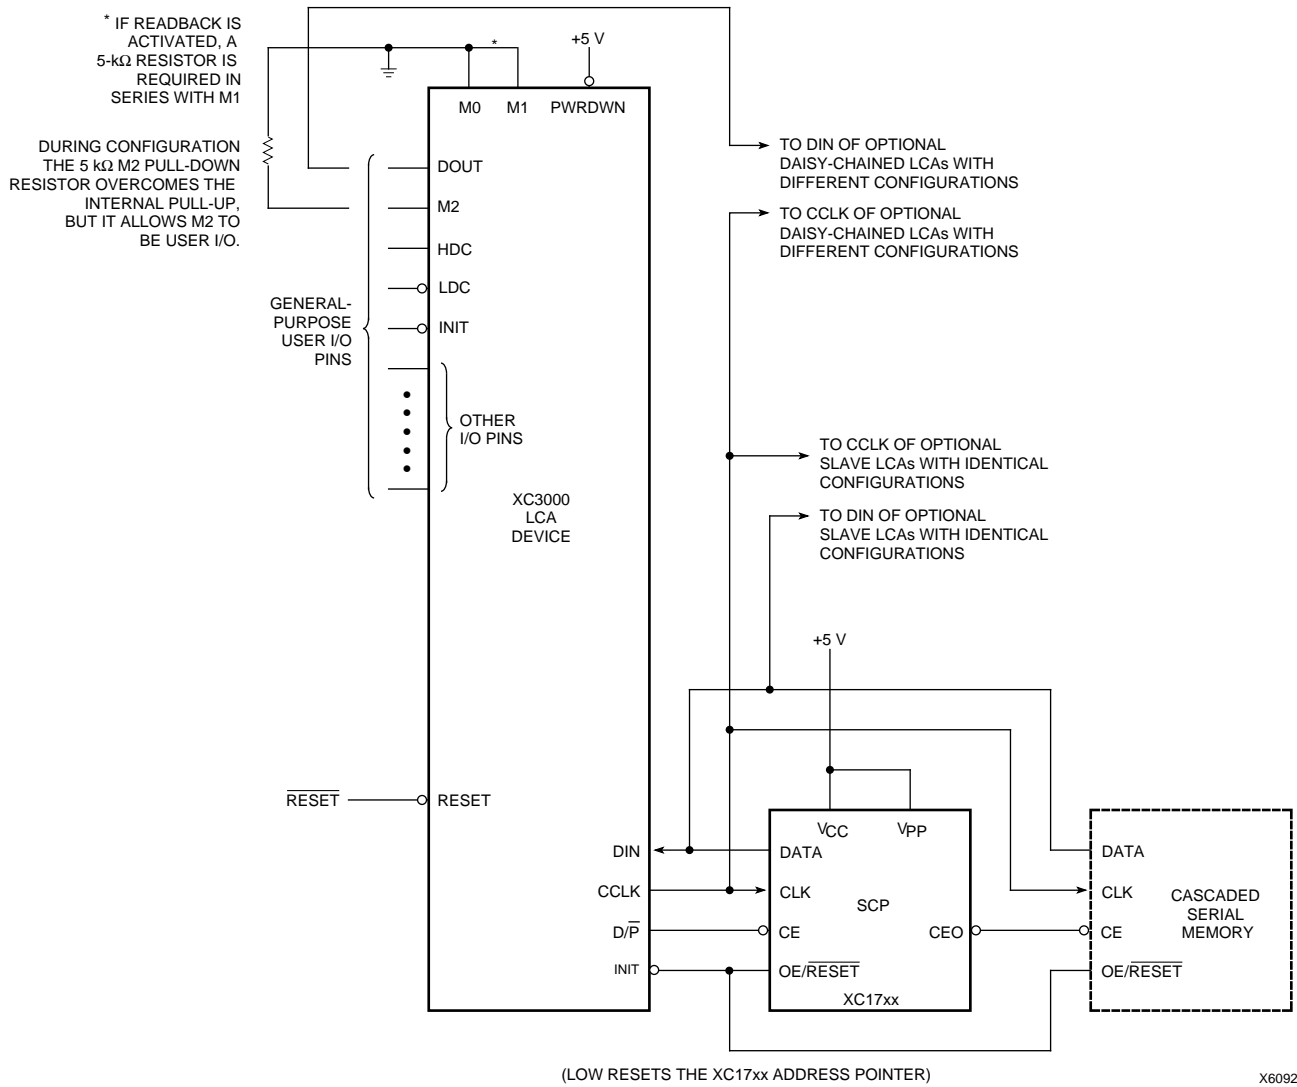 * IF READBACK IS
ACTIVATED, A
5-kΩ RESISTOR IS
REQUIRED IN
SERIES WITH M1
+5 V
M0
M1
PWRDWN
DURING CONFIGURATION
THE 5 kΩ M2 PULL-DOWN
RESISTOR OVERCOMES THE
INTERNAL PULL-UP,
BUT IT ALLOWS M2 TO
BE USER I/O.
*
DOUT
M2
HDC
LDC
INIT
GENERAL-
PURPOSE
USER I/O
PINS
OTHER
I/O PINS
XC3000
LCA
DEVICE
TO DIN OF OPTIONAL
DAISY-CHAINED LCAs WITH
DIFFERENT CONFIGURATIONS
TO CCLK OF OPTIONAL
DAISY-CHAINED LCAs WITH
DIFFERENT CONFIGURATIONS
TO CCLK OF OPTIONAL
SLAVE LCAs WITH IDENTICAL
CONFIGURATIONS
TO DIN OF OPTIONAL
SLAVE LCAs WITH IDENTICAL
CONFIGURATIONS
+5 V
RESET
RESET
DIN
CCLK
D/P
INIT
VCC
VPP
DATA
CLK
SCP
CE
CEO
OE/RESET
XC17xx
DATA
CLK
CE
OE/RESET
CASCADED
SERIAL
MEMORY
(LOW RESETS THE XC17xx ADDRESS POINTER)
X6092